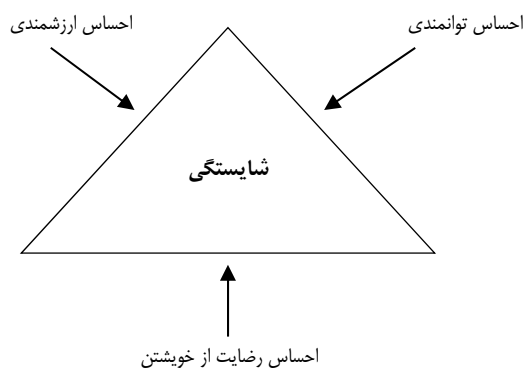 احساس توانمندی
احساس ارزشمندی
شایستگی
احساس رضایت از خویشتن